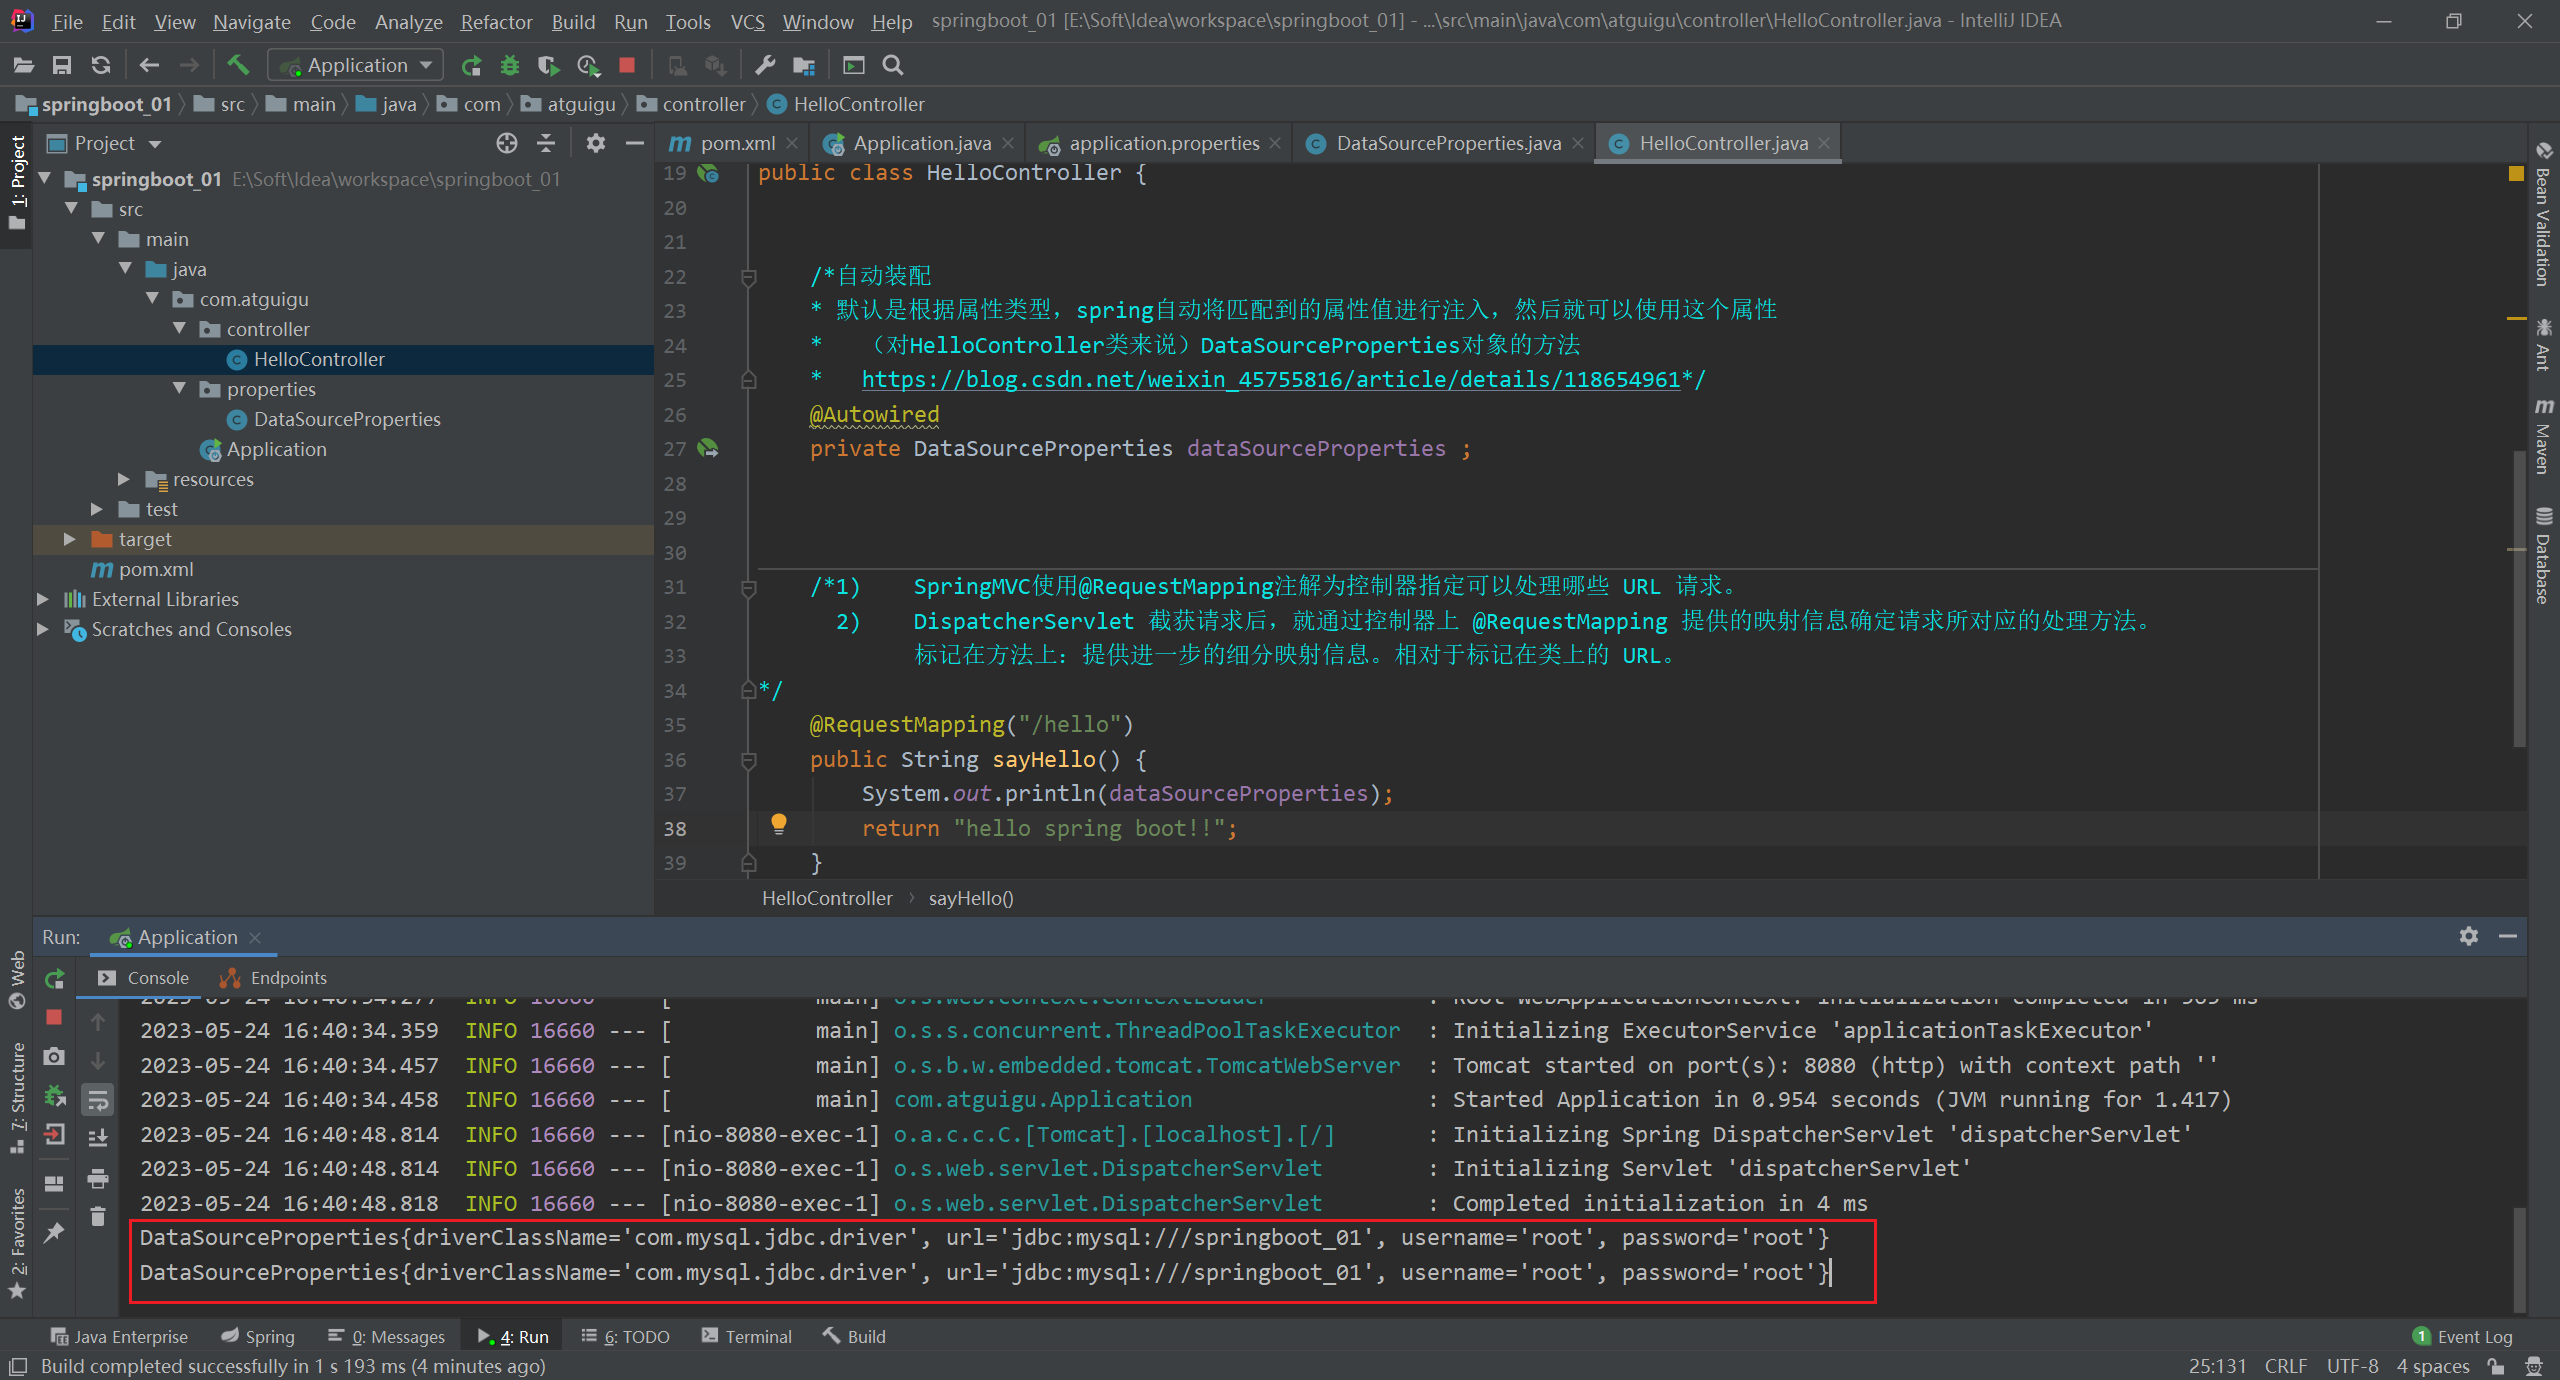 File Edit View Navigate Code Analyze Refactor Build Run Tools VCS Window Help springboot_01 [E:\Soft\Idea\workspace\springboot_01] - ...\src\main\java\com\atguigu\controller\HelloController.java - IntelliJ IDEA
Application
springboot_01 src main java com atguigu controller HelloController
1: Project
Project
springboot_01 E:\Soft\Idea\workspace\springboot_01
src
main
java
com.atguigu
controller
HelloController
properties
DataSourceProperties
Application
resources
test
target
pom.xml
External Libraries
Scratches and Consoles
pom.xml Application.java application.properties DataSourceProperties.java HelloController.java
19 public class HelloController {
20
21
22 /*自动装配
23 * 默认是根据属性类型，spring自动将匹配到的属性值进行注入，然后就可以使用这个属性
24 * （对HelloController类来说）DataSourceProperties对象的方法
25 * https://blog.csdn.net/weixin_45755816/article/details/118654961*/
26 @Autowired
27 private DataSourceProperties dataSourceProperties ;
28
29
30
31 /*1) SpringMVC使用@RequestMapping注解为控制器指定可以处理哪些 URL 请求。
32 2) DispatcherServlet 截获请求后，就通过控制器上 @RequestMapping 提供的映射信息确定请求所对应的处理方法。
33 标记在方法上：提供进一步的细分映射信息。相对于标记在类上的 URL。
34 */
35 @RequestMapping("/hello")
36 public String sayHello() {
37 System.out.println(dataSourceProperties);
38 return "hello spring boot!!";
39 }
HelloController › sayHello()
Bean Validation
Ant
Maven
Database
Run: Application
Console Endpoints
2023-05-24 16:40:34.277 INFO 16660 --- [ main] o.s.web.context.ContextLoader : Root WebApplicationContext: initialization completed in 585 ms
2023-05-24 16:40:34.359 INFO 16660 --- [ main] o.s.s.concurrent.ThreadPoolTaskExecutor : Initializing ExecutorService 'applicationTaskExecutor'
2023-05-24 16:40:34.457 INFO 16660 --- [ main] o.s.b.w.embedded.tomcat.TomcatWebServer : Tomcat started on port(s): 8080 (http) with context path ''
2023-05-24 16:40:34.458 INFO 16660 --- [ main] com.atguigu.Application : Started Application in 0.954 seconds (JVM running for 1.417)
2023-05-24 16:40:48.814 INFO 16660 --- [nio-8080-exec-1] o.a.c.c.C.[Tomcat].[localhost].[/] : Initializing Spring DispatcherServlet 'dispatcherServlet'
2023-05-24 16:40:48.814 INFO 16660 --- [nio-8080-exec-1] o.s.web.servlet.DispatcherServlet : Initializing Servlet 'dispatcherServlet'
2023-05-24 16:40:48.818 INFO 16660 --- [nio-8080-exec-1] o.s.web.servlet.DispatcherServlet : Completed initialization in 4 ms
DataSourceProperties{driverClassName='com.mysql.jdbc.driver', url='jdbc:mysql:///springboot_01', username='root', password='root'}
DataSourceProperties{driverClassName='com.mysql.jdbc.driver', url='jdbc:mysql:///springboot_01', username='root', password='root'}
Web
7: Structure
2: Favorites
Java Enterprise Spring 0: Messages 4: Run 6: TODO Terminal Build 1 Event Log
Build completed successfully in 1 s 193 ms (4 minutes ago) 25:131 CRLF UTF-8 4 spaces